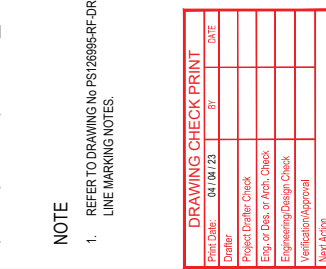 NOTE
1. REFER TO DRAWING No PS126995-RF-DR
LINE MARKING NOTES.
DRAWING CHECK PRINT
Print Date: 04 / 04 / 23 BY DATE
Drafter
Project Drafter Check
Eng. or Des. or Arch. Check
Engineering/Design Check
Verification/Approval
Next Action